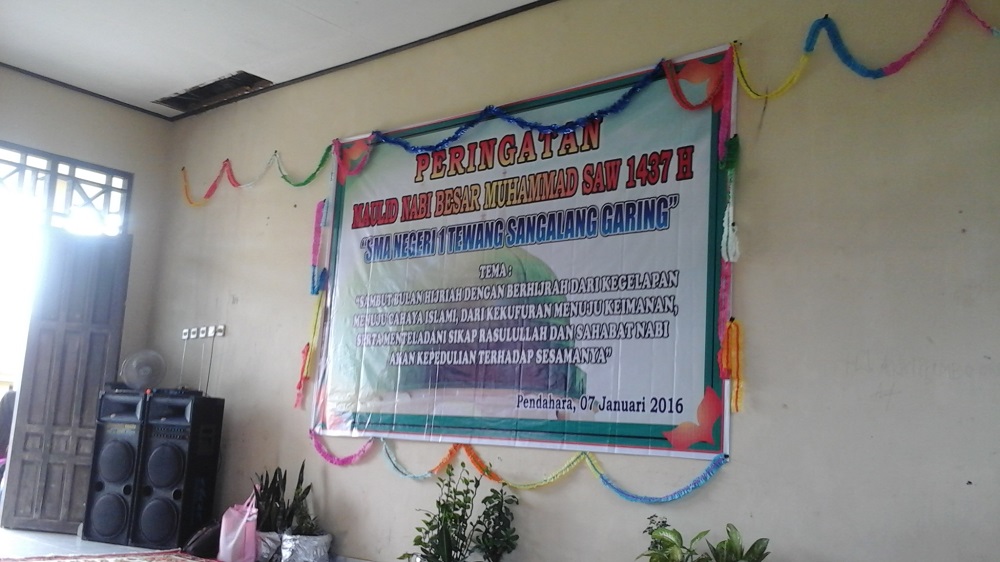 PERINGATAN
MAULID NABI BESAR MUHAMMAD SAW 1437 H
"SMA NEGERI 1 TEWANG SANGALANG GARING"
TEMA :
"SAMBUT BULAN HIJRIAH DENGAN BERHIJRAH DARI KEGELAPAN
MENUJU CAHAYA ISLAMI, DARI KEKUFURAN MENUJU KEIMANAN,
SERTA MENTELADANI SIKAP RASULULLAH DAN SAHABAT NABI
AKAN KEPEDULIAN TERHADAP SESAMANYA"
Pendahara, 07 Januari 2016